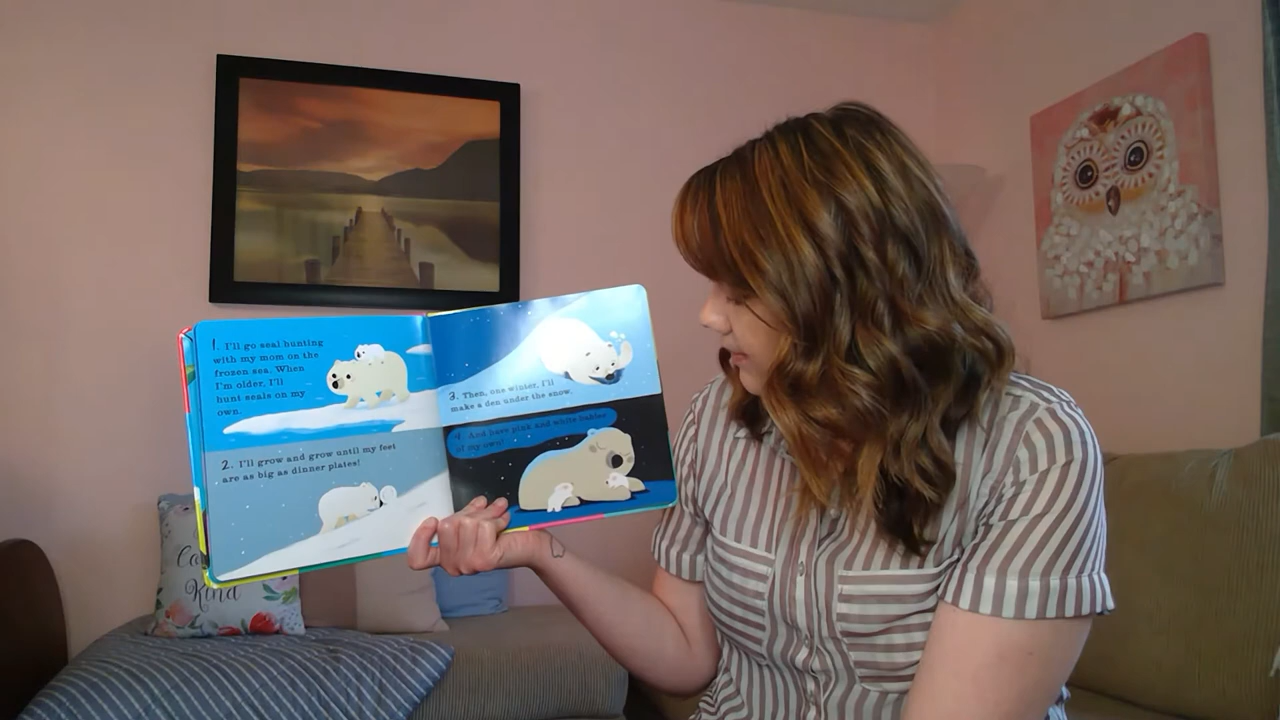 1. I'll go seal hunting
with my mom on the
frozen sea. When
I'm older, I'll
hunt seals on my
own.
2. I'll grow and grow until my feet
are as big as dinner plates!
3. Then, one winter, I'll
make a den under the snow.
4. And have pink and white babies
of my own!
Kind